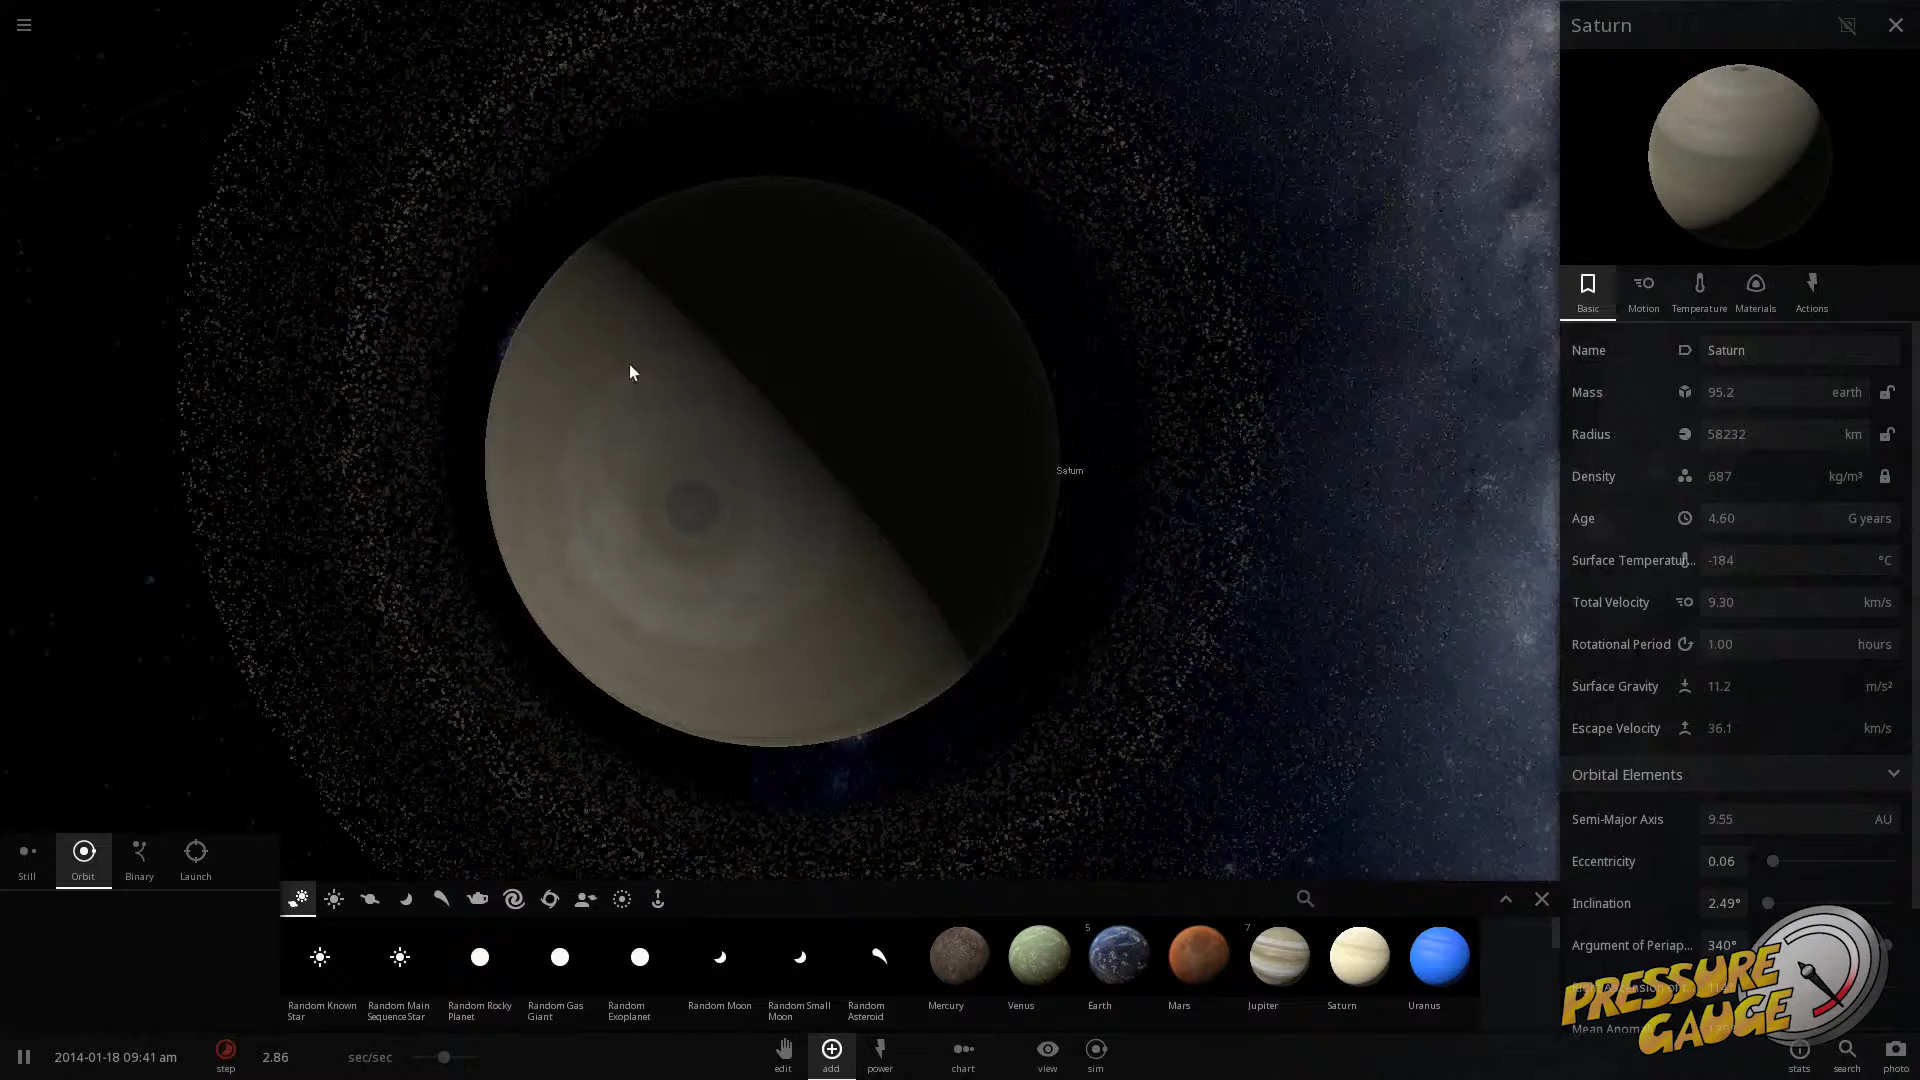 Saturn
Basic
Motion
Temperature
Materials
Actions
Name Saturn
Mass 95.2 earth
Radius 58232 km
Saturn
Density 687 kg/m³
Age 4.60 G years
Surface Temperatur... -184 °C
Total Velocity 9.30 km/s
Rotational Period 1.00 hours
Surface Gravity 11.2 m/s²
Escape Velocity 36.1 km/s
Orbital Elements
Semi-Major Axis 9.55 AU
Eccentricity 0.06
Inclination 2.49°
Argument of Periap... 340°
Mean Anomal
PRESSURE
GAUGE
Still
Orbit
Binary
Launch
5
7
Random Known Star
Random Main Sequence Star
Random Rocky Planet
Random Gas Giant
Random Exoplanet
Random Moon
Random Small Moon
Random Asteroid
Mercury
Venus
Earth
Mars
Jupiter
Saturn
Uranus
2014-01-18 09:41 am
step
2.86
sec/sec
edit
add
power
chart
view
sim
stats
search
photo